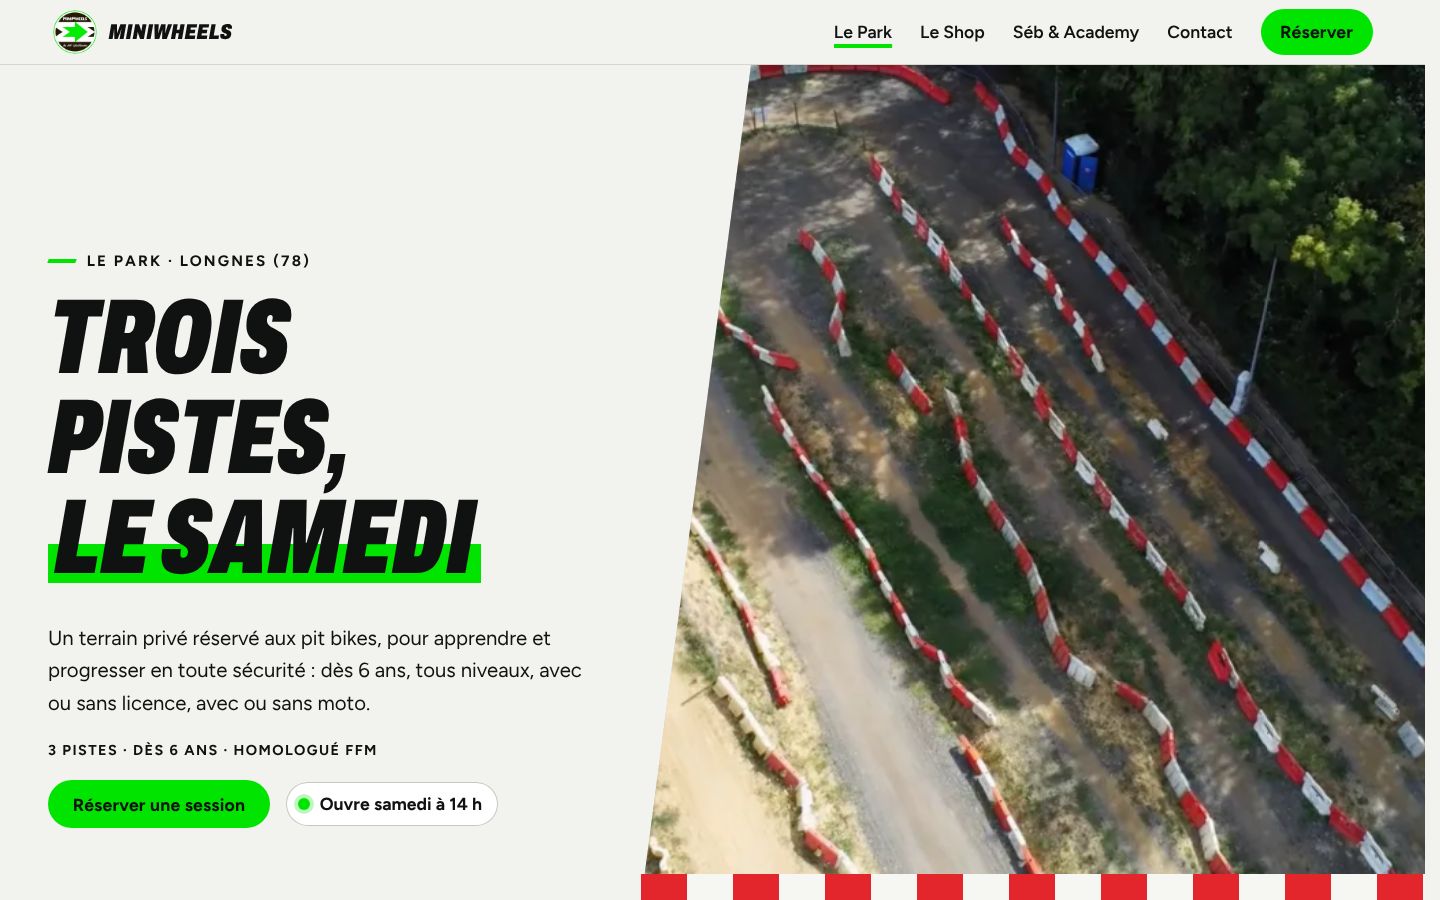 MINIWHEELS
Le Park
Le Shop
Séb & Academy
Contact
Réserver
LE PARK · LONGNES (78)
TROIS
PISTES,
LE SAMEDI
Un terrain privé réservé aux pit bikes, pour apprendre et
progresser en toute sécurité : dès 6 ans, tous niveaux, avec
ou sans licence, avec ou sans moto.
3 PISTES · DÈS 6 ANS · HOMOLOGUÉ FFM
Réserver une session
Ouvre samedi à 14 h